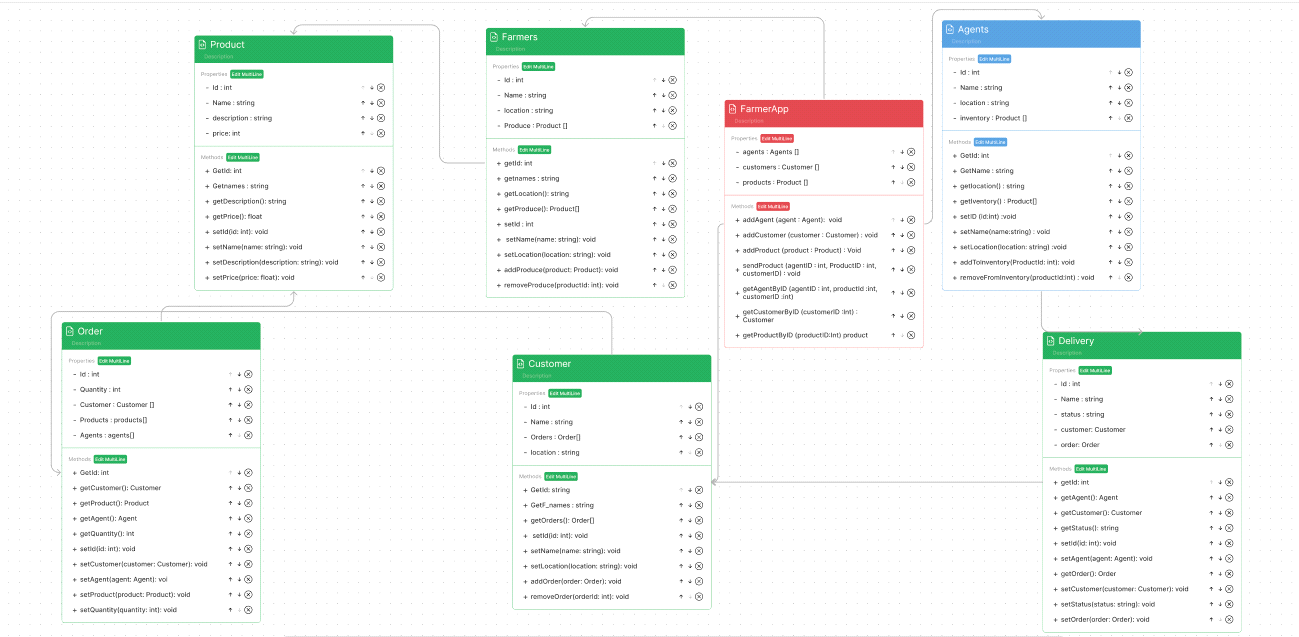 Product
Description
Properties Edit MultiLine
- Id : int
- Name : string
- description : string
- price: int
Methods Edit MultiLine
+ GetId: int
+ Getnames : string
+ getDescription(): string
+ getPrice(): float
+ setId(id: int): void
+ setName(name: string): void
+ setDescription(description: string): void
+ setPrice(price: float): void
Farmers
Description
Properties Edit MultiLine
- Id : int
- Name : string
- location : string
- Produce : Product []
Methods Edit MultiLine
+ getId: int
+ getnames : string
+ getLocation(): string
+ getProduce(): Product[]
+ setId : int
+ setName(name: string): void
+ setLocation(location: string): void
+ addProduce(product: Product): void
+ removeProduce(productId: int): void
FarmerApp
Description
Properties Edit MultiLine
- agents : Agents []
- customers : Customer []
- products : Product []
Methods Edit MultiLine
+ addAgent (agent : Agent): void
+ addCustomer (customer : Customer) : void
+ addProduct (product : Product) : Void
+ sendProduct (agentID : int, ProductID : int,
customerID) : void
+ getAgentByID (agentID : int, productId :int,
customerID :int)
+ getCustomerByID (customerID :Int) :
Customer
+ getProductByID (productID:Int) product
Agents
Description
Properties Edit MultiLine
- Id : int
- Name : string
- location : string
- inventory : Product []
Methods Edit MultiLine
+ GetId: int
+ GetName : string
+ getlocation() : string
+ getIventory() : Product[]
+ setID (id:int) :void
+ setName(name:string) : void
+ setLocation(location: string) :void
+ addToInventory(ProductId: int): void
+ removeFromInventory(productId:int) : void
Order
Description
Properties Edit MultiLine
- Id : int
- Quantity : int
- Customer : Customer []
- Products : products[]
- Agents : agents[]
Methods Edit MultiLine
+ GetId: int
+ getCustomer(): Customer
+ getProduct(): Product
+ getAgent(): Agent
+ getQuantity(): int
+ setId(id: int): void
+ setCustomer(customer: Customer): void
+ setAgent(agent: Agent): voi
+ setProduct(product: Product): void
+ setQuantity(quantity: int): void
Customer
Description
Properties Edit MultiLine
- Id : int
- Name : string
- Orders : Order[]
- location : string
Methods Edit MultiLine
+ GetId: string
+ GetF_names : string
+ getOrders(): Order[]
+ setId(id: int): void
+ setName(name: string): void
+ setLocation(location: string): void
+ addOrder(order: Order): void
+ removeOrder(orderId: int): void
Delivery
Description
Properties Edit MultiLine
- Id : int
- Name : string
- status : string
- customer: Customer
- order: Order
Methods Edit MultiLine
+ getId: int
+ getAgent(): Agent
+ getCustomer(): Customer
+ getStatus(): string
+ setId(id: int): void
+ setAgent(agent: Agent): void
+ getOrder(): Order
+ setCustomer(customer: Customer): void
+ setStatus(status: string): void
+ setOrder(order: Order): void